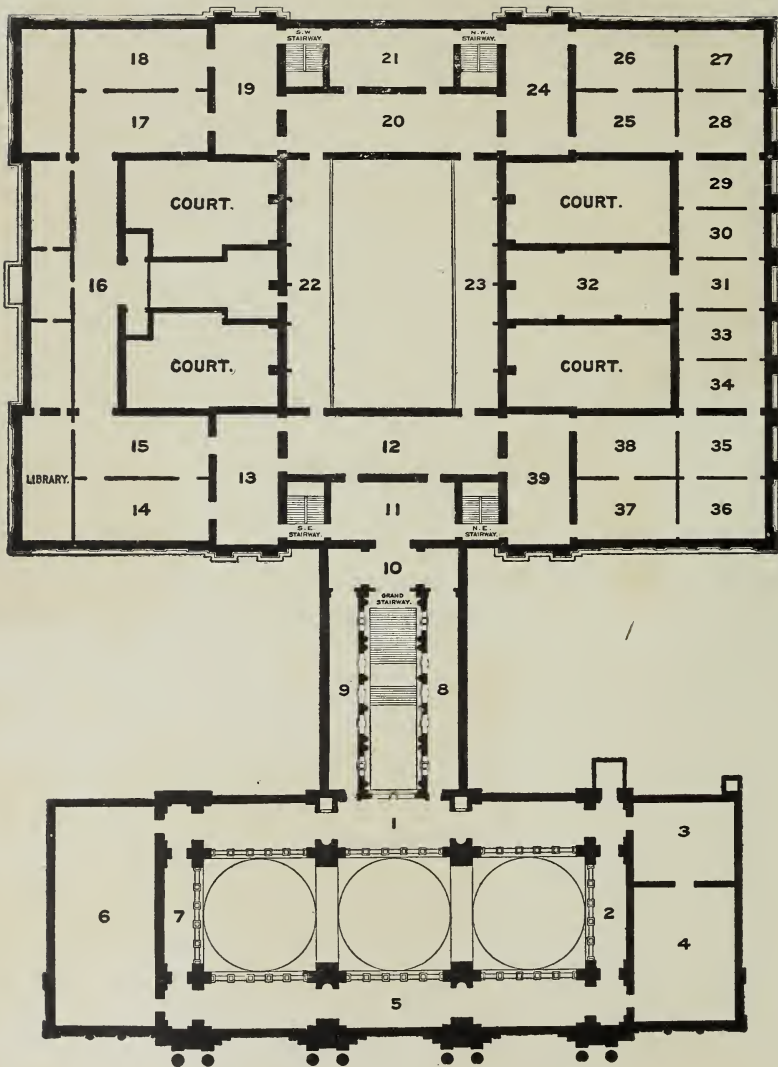 S.W.
STAIRWAY.
N.W.
STAIRWAY.
18
21
26
27
19
24
17
20
25
28
29
COURT.
COURT.
30
16
22
23
32
31
33
COURT.
COURT.
34
15
12
38
35
13
39
LIBRARY.
14
11
37
36
S.E.
STAIRWAY.
N.E.
STAIRWAY.
10
GRAND
STAIRWAY.
9
8
1
3
6
7
2
4
5